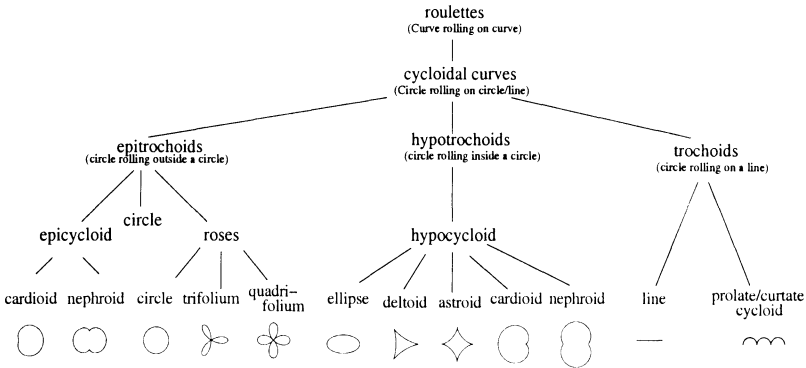 roulettes
(Curve rolling on curve)
cycloidal curves
(Circle rolling on circle/line)
epitrochoids
(circle rolling outside a circle)
hypotrochoids
(circle rolling inside a circle)
trochoids
(circle rolling on a line)
circle
epicycloid
roses
hypocycloid
cardioid
nephroid
circle
trifolium
quadri-
folium
ellipse
deltoid
astroid
cardioid
nephroid
line
prolate/curtate
cycloid